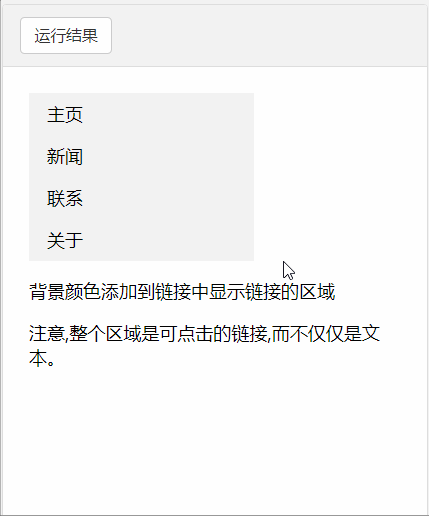 运行结果
主页
新闻
联系
关于
背景颜色添加到链接中显示链接的区域
注意,整个区域是可点击的链接,而不仅仅是文
本。